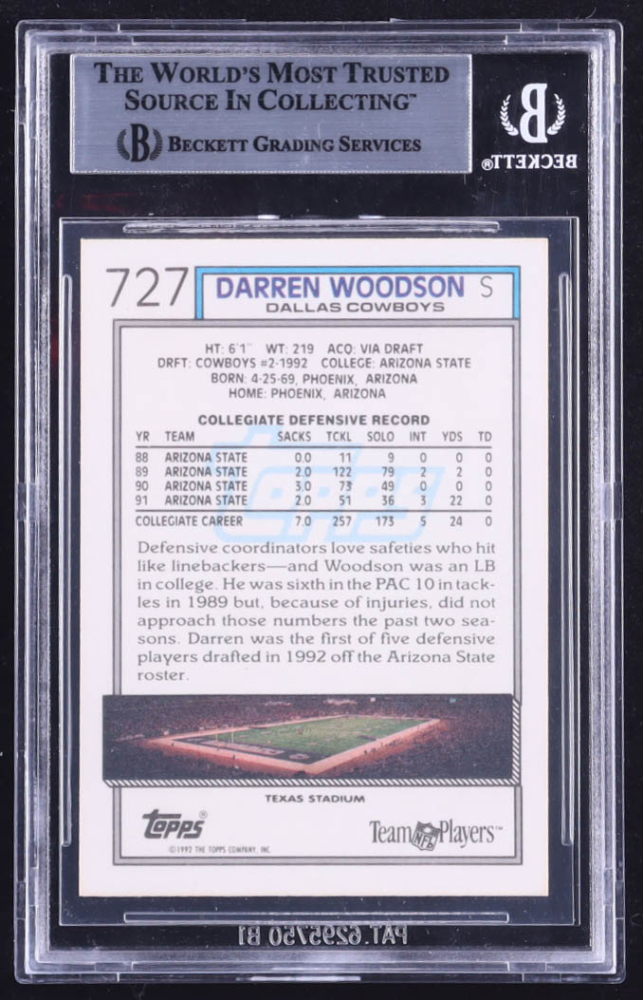 THE WORLD'S MOST TRUSTED
SOURCE IN COLLECTING™
B BECKETT GRADING SERVICES
B
BECKETT®
727 DARREN WOODSON S
DALLAS COWBOYS
HT: 6'1" WT: 219 ACQ: VIA DRAFT
DRFT: COWBOYS #2-1992 COLLEGE: ARIZONA STATE
BORN: 4-25-69, PHOENIX, ARIZONA
HOME: PHOENIX, ARIZONA
COLLEGIATE DEFENSIVE RECORD
YR TEAM SACKS TCKL SOLO INT YDS TD
88 ARIZONA STATE 0.0 11 9 0 0 0
89 ARIZONA STATE 2.0 122 79 2 2 0
90 ARIZONA STATE 3.0 73 49 0 0 0
91 ARIZONA STATE 2.0 51 36 3 22 0
COLLEGIATE CAREER 7.0 257 173 5 24 0
Topps
Defensive coordinators love safeties who hit
like linebackers—and Woodson was an LB
in college. He was sixth in the PAC 10 in tack-
les in 1989 but, because of injuries, did not
approach those numbers the past two sea-
sons. Darren was the first of five defensive
players drafted in 1992 off the Arizona State
roster.
TEXAS STADIUM
Topps®
©1992 THE TOPPS COMPANY, INC.
Team NFL Players™
PAT. 6295750 B1